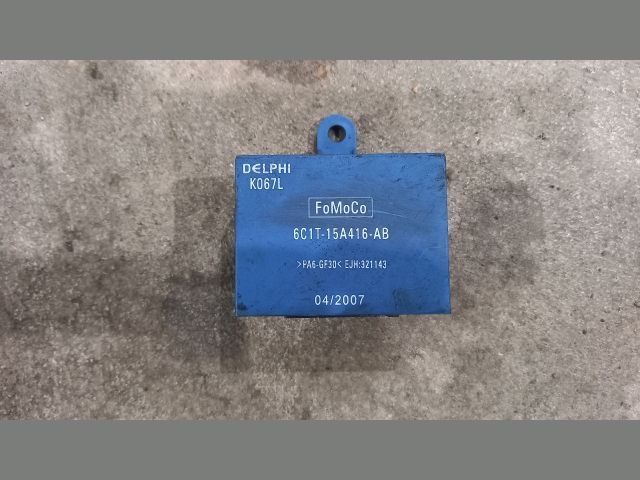 DELPHI
K067L
FoMoCo
6C1T-15A416-AB
>PA6-GF30< EJH:321143
04/2007